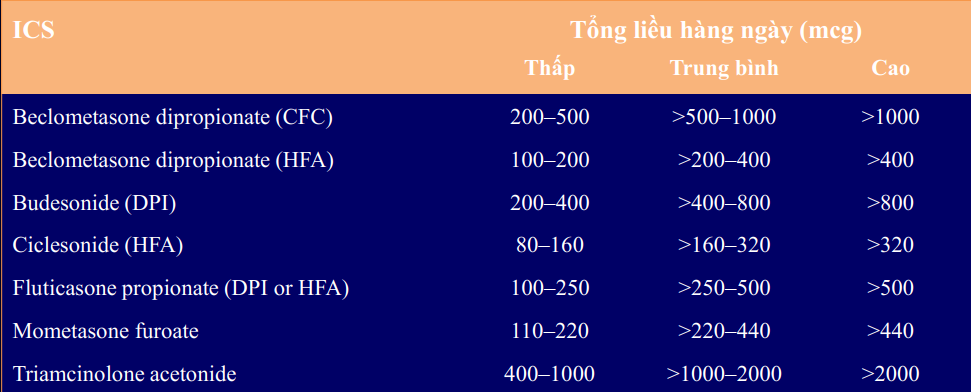 ICS Tổng liều hàng ngày (mcg)
Thấp Trung bình Cao
Beclometasone dipropionate (CFC) 200–500 >500–1000 >1000
Beclometasone dipropionate (HFA) 100–200 >200–400 >400
Budesonide (DPI) 200–400 >400–800 >800
Ciclesonide (HFA) 80–160 >160–320 >320
Fluticasone propionate (DPI or HFA) 100–250 >250–500 >500
Mometasone furoate 110–220 >220–440 >440
Triamcinolone acetonide 400–1000 >1000–2000 >2000